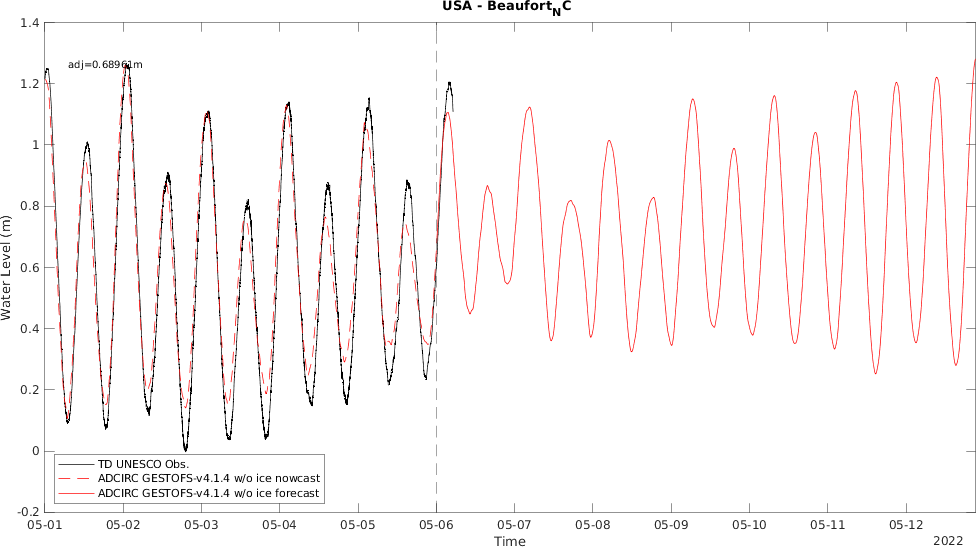 USA - Beaufort_NC
1.4
adj=0.68961m
1.2
1
0.8
0.6
0.4
0.2
0
-0.2
Water Level (m)
TD UNESCO Obs.
ADCIRC GESTOFS-v4.1.4 w/o ice nowcast
ADCIRC GESTOFS-v4.1.4 w/o ice forecast
05-01 05-02 05-03 05-04 05-05 05-06 05-07 05-08 05-09 05-10 05-11 05-12
Time
2022